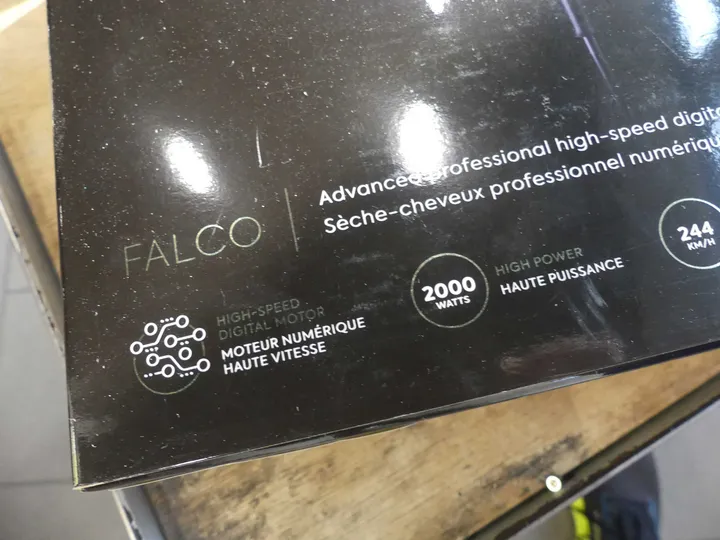 FALCO
Advanced professional high-speed digita
Sèche-cheveux professionnel numériqu
HIGH-SPEED
DIGITAL MOTOR
MOTEUR NUMÉRIQUE
HAUTE VITESSE
2000
WATTS
HIGH POWER
HAUTE PUISSANCE
244
KM/H